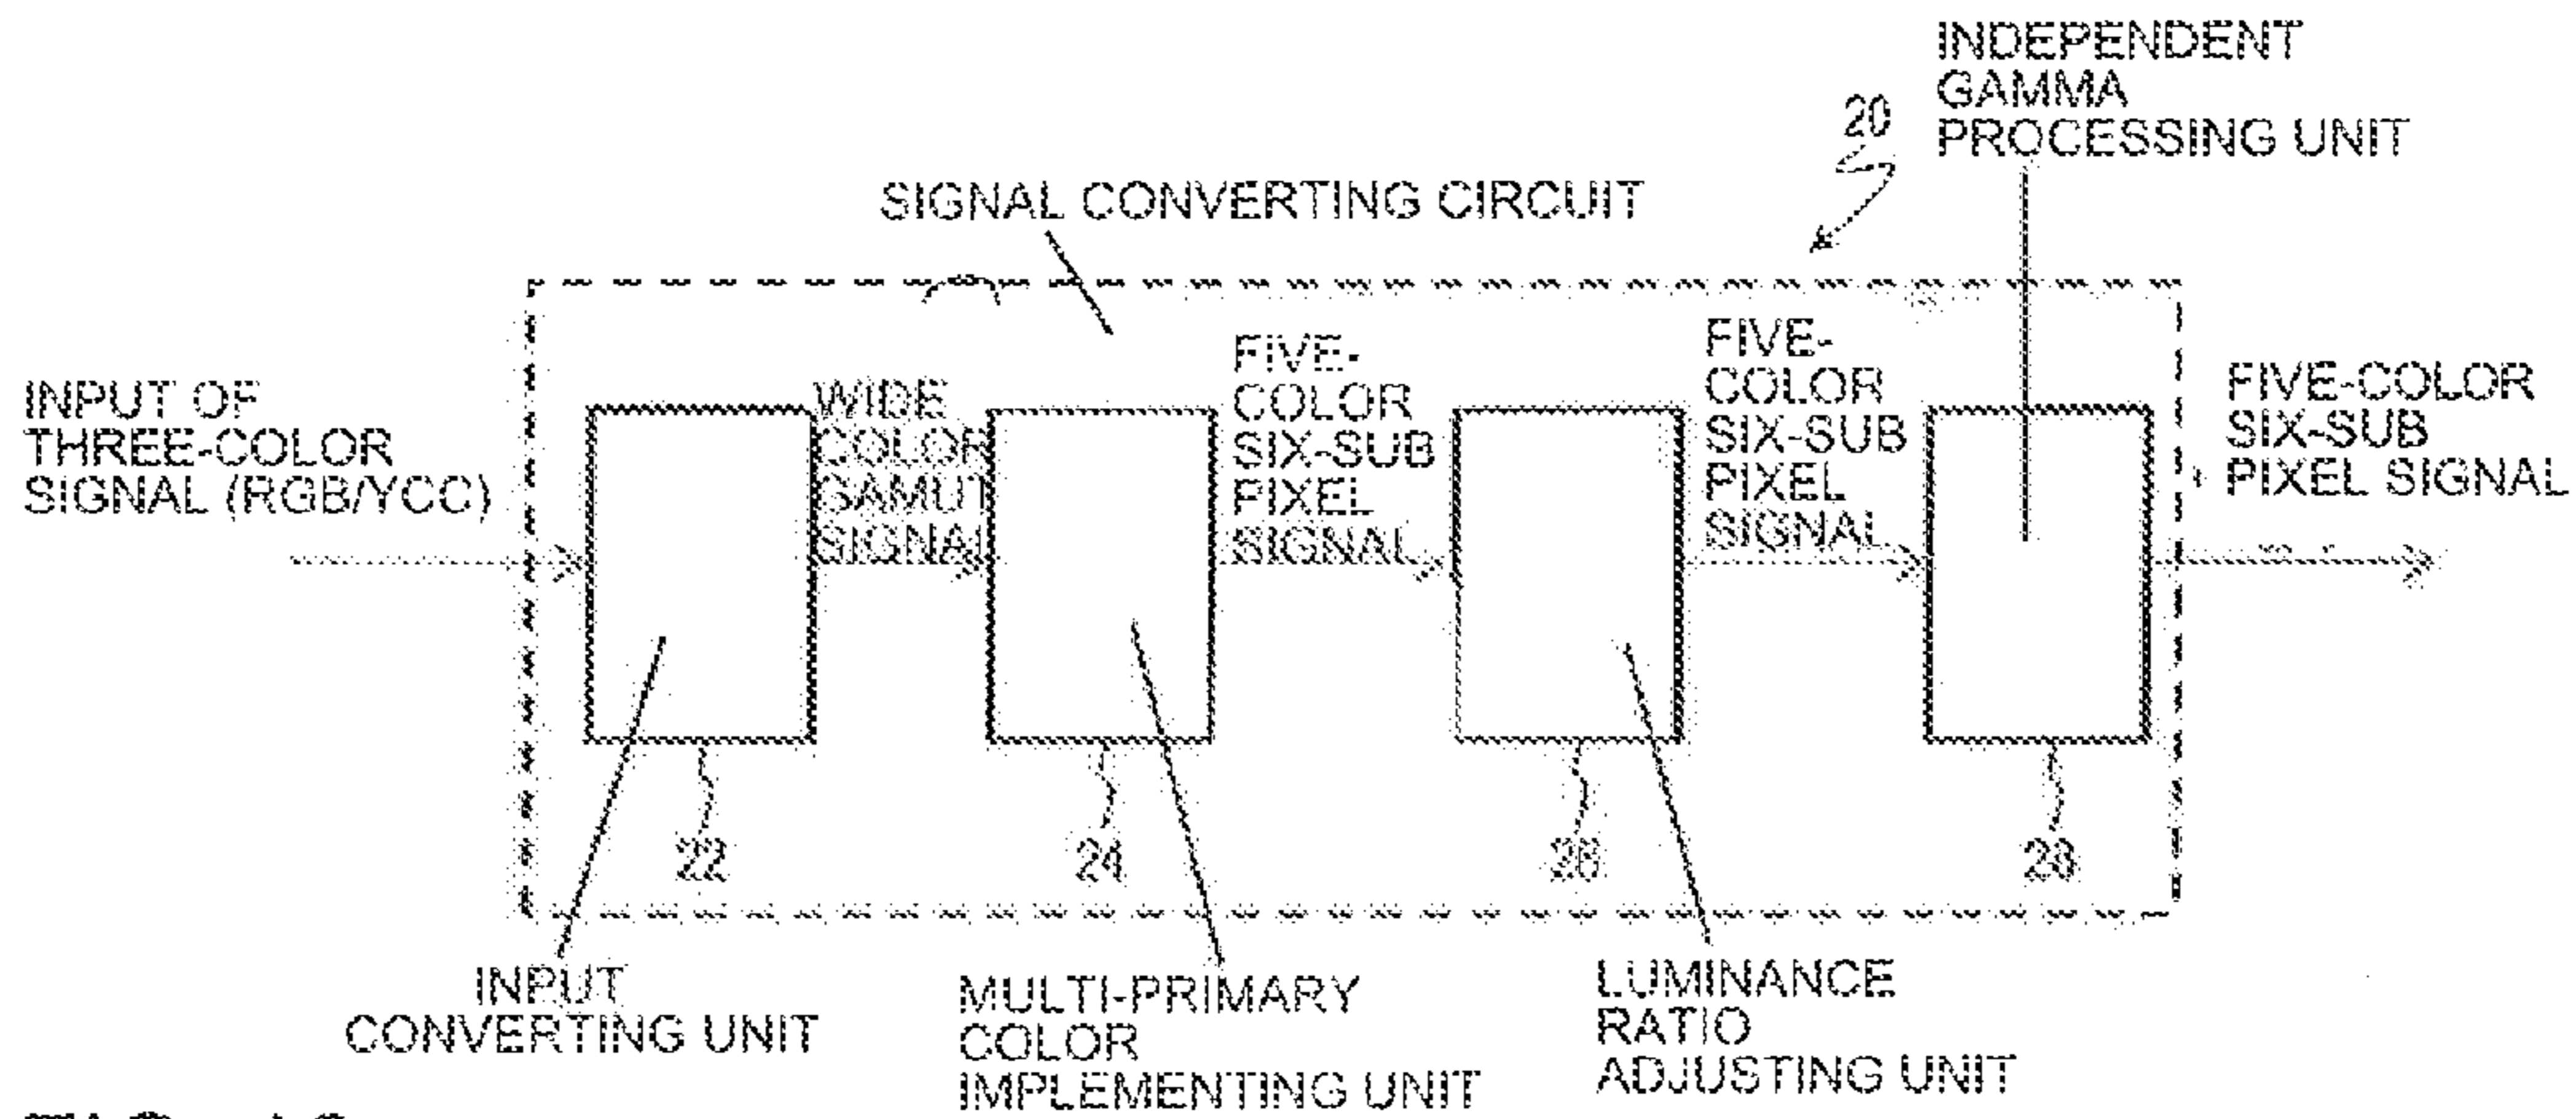 INDEPENDENT
GAMMA
PROCESSING UNIT
20
SIGNAL CONVERTING CIRCUIT
INPUT OF
THREE-COLOR
SIGNAL (RGB/YCC)
WIDE
COLOR
GAMUT
SIGNAL
FIVE-
COLOR
SIX-SUB
PIXEL
SIGNAL
FIVE-
COLOR
SIX-SUB
PIXEL
SIGNAL
FIVE-COLOR
SIX-SUB
PIXEL SIGNAL
22
24
INPUT
CONVERTING UNIT
MULTI-PRIMARY
COLOR
IMPLEMENTING UNIT
LUMINANCE
RATIO
ADJUSTING UNIT